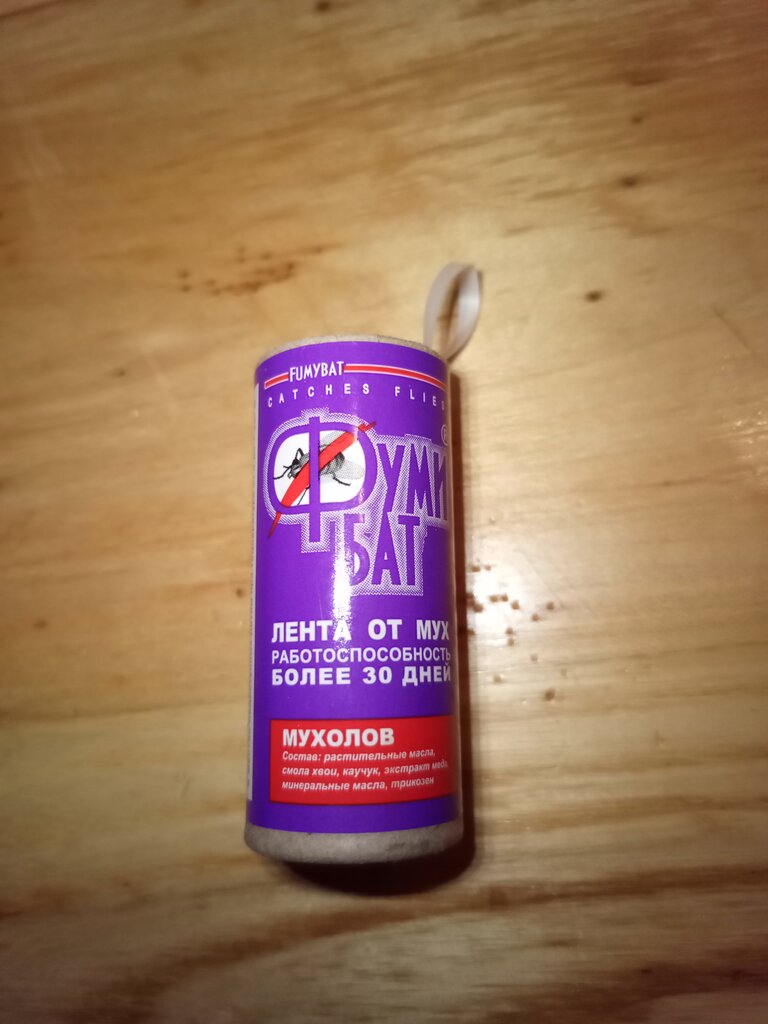 FUMYBAT
CATCHES FLIES
ФУМИ
БАТ
ЛЕНТА ОТ МУХ
РАБОТОСПОСОБНОСТЬ
БОЛЕЕ 30 ДНЕЙ
МУХОЛОВ
Состав: растительные масла,
смола хвои, каучук, экстракт меда,
минеральные масла, трикозен